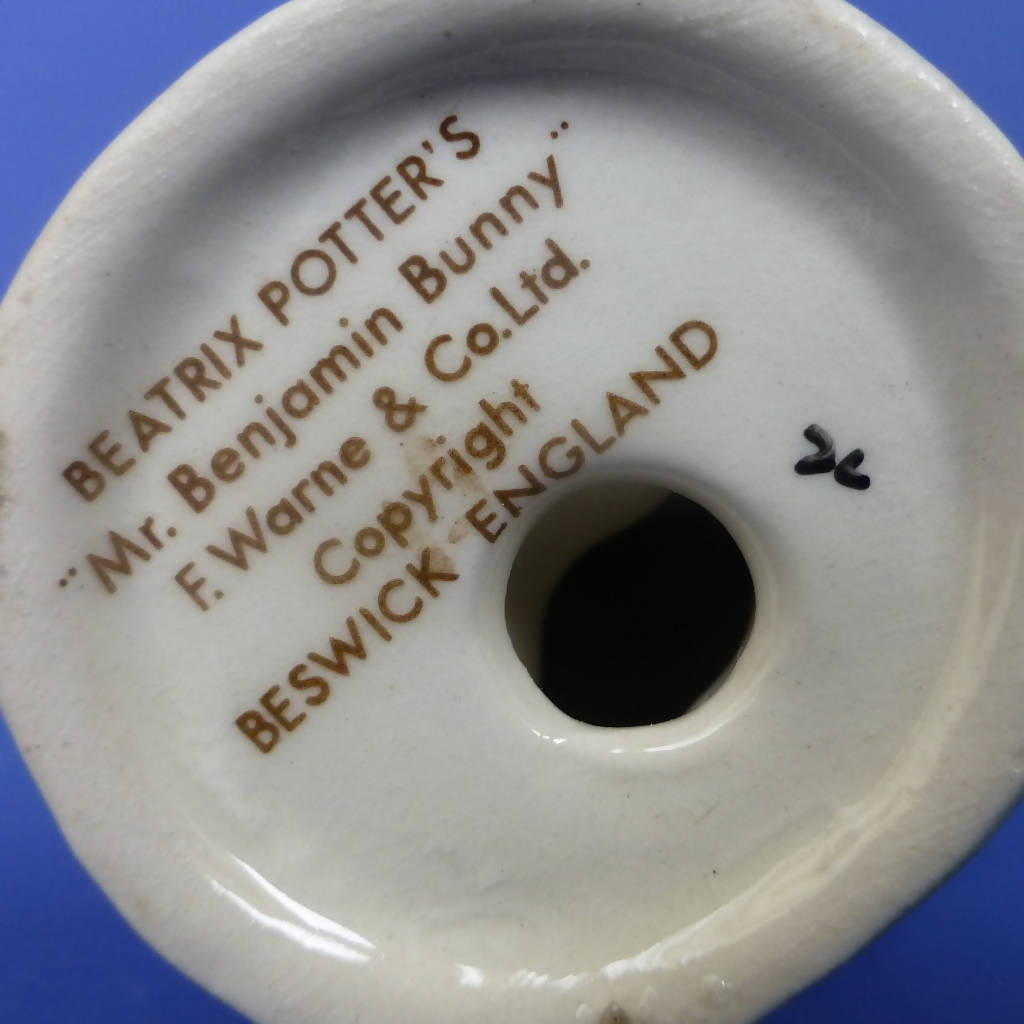 BEATRIX POTTER'S
"Mr. Benjamin Bunny"
F. Warne & Co.Ltd.
Copyright
BESWICK ENGLAND